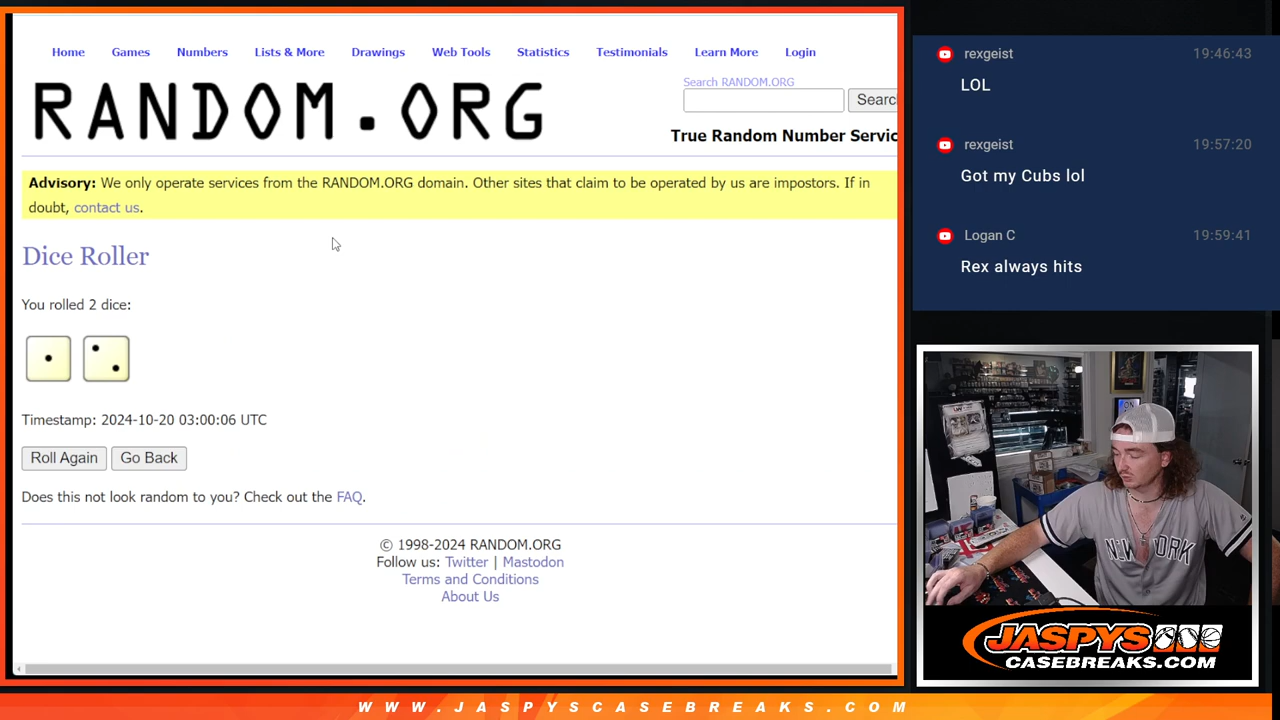 Home Games Numbers Lists & More Drawings Web Tools Statistics Testimonials Learn More Login
RANDOM.ORG
Search RANDOM.ORG
Searc
True Random Number Servic
Advisory: We only operate services from the RANDOM.ORG domain. Other sites that claim to be operated by us are impostors. If in
doubt, contact us.
Dice Roller
You rolled 2 dice:
Timestamp: 2024-10-20 03:00:06 UTC
Roll Again Go Back
Does this not look random to you? Check out the FAQ.
© 1998-2024 RANDOM.ORG
Follow us: Twitter | Mastodon
Terms and Conditions
About Us
rexgeist 19:46:43
LOL
rexgeist 19:57:20
Got my Cubs lol
Logan C 19:59:41
Rex always hits
JASPYS
CASEBREAKS.COM
WWW.JASPYSCASEBREAKS.COM